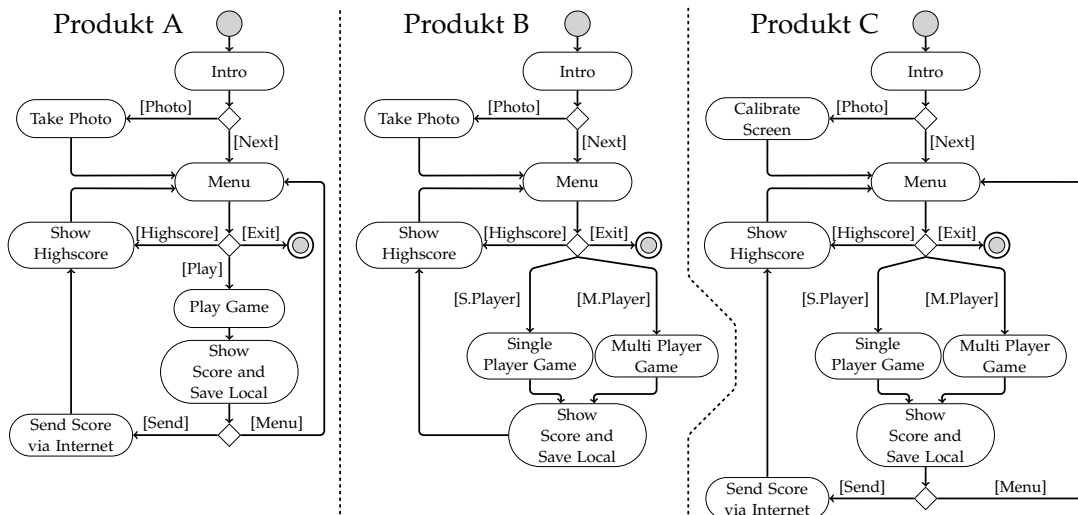 Produkt A
Intro
[Photo]
Take Photo
[Next]
Menu
Show
Highscore
[Highscore]
[Exit]
[Play]
Play Game
Show
Score and
Save Local
Send Score
via Internet
[Send]
[Menu]
Produkt B
Intro
[Photo]
Take Photo
[Next]
Menu
Show
Highscore
[Highscore]
[Exit]
[S.Player]
[M.Player]
Single
Player Game
Multi Player
Game
Show
Score and
Save Local
Produkt C
Intro
[Photo]
Calibrate
Screen
[Next]
Menu
Show
Highscore
[Highscore]
[Exit]
[S.Player]
[M.Player]
Single
Player Game
Multi Player
Game
Show
Score and
Save Local
Send Score
via Internet
[Send]
[Menu]